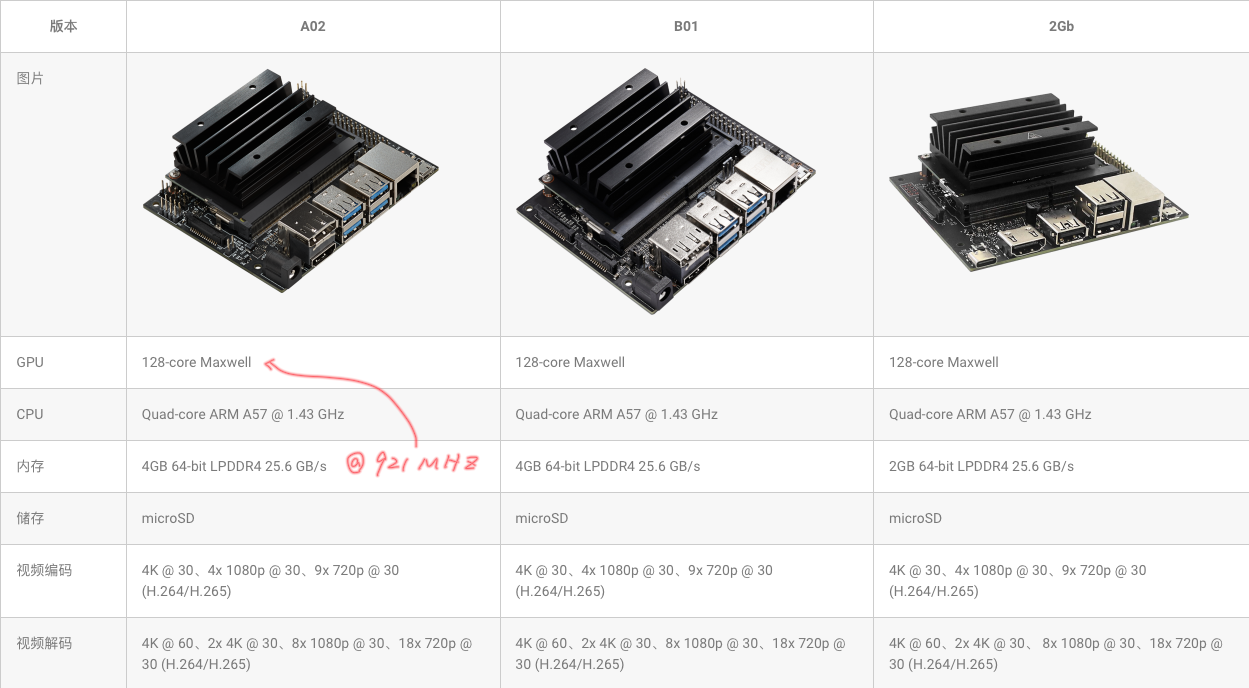 版本 A02 B01 2Gb
图片
GPU 128-core Maxwell 128-core Maxwell 128-core Maxwell
CPU Quad-core ARM A57 @ 1.43 GHz Quad-core ARM A57 @ 1.43 GHz Quad-core ARM A57 @ 1.43 GHz
@ 921 MHZ
内存 4GB 64-bit LPDDR4 25.6 GB/s 4GB 64-bit LPDDR4 25.6 GB/s 2GB 64-bit LPDDR4 25.6 GB/s
储存 microSD microSD microSD
视频编码 4K @ 30、4x 1080p @ 30、9x 720p @ 30 4K @ 30、4x 1080p @ 30、9x 720p @ 30 4K @ 30、4x 1080p @ 30、9x 720p @ 30
(H.264/H.265) (H.264/H.265) (H.264/H.265)
视频解码 4K @ 60、2x 4K @ 30、8x 1080p @ 30、18x 720p @ 4K @ 60、2x 4K @ 30、8x 1080p @ 30、18x 720p @ 4K @ 60、2x 4K @ 30、 8x 1080p @ 30、18x 720p @
30 (H.264/H.265) 30 (H.264/H.265) 30 (H.264/H.265)